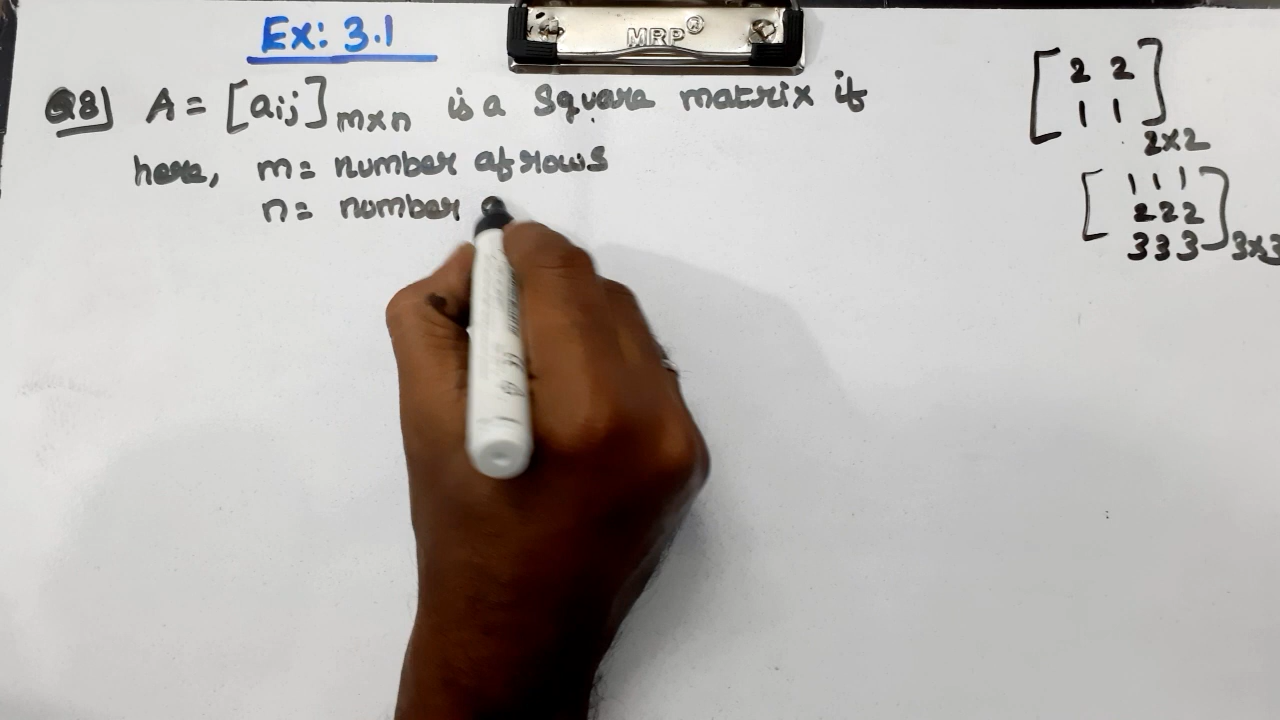 Ex: 3.1
MRP®
Q8] A = [aij]m×n is a square matrix if
here, m = number of rows
n = number
[2 2
1 1]2×2
[1 1 1
2 2 2
3 3 3]3×3